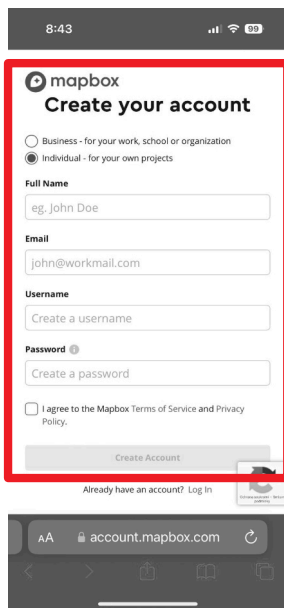 8:43
99
mapbox
Create your account
Business - for your work, school or organization
Individual - for your own projects
Full Name
eg. John Doe
Email
john@workmail.com
Username
Create a username
Password
Create a password
I agree to the Mapbox Terms of Service and Privacy
Policy.
Create Account
Already have an account? Log In
AA account.mapbox.com